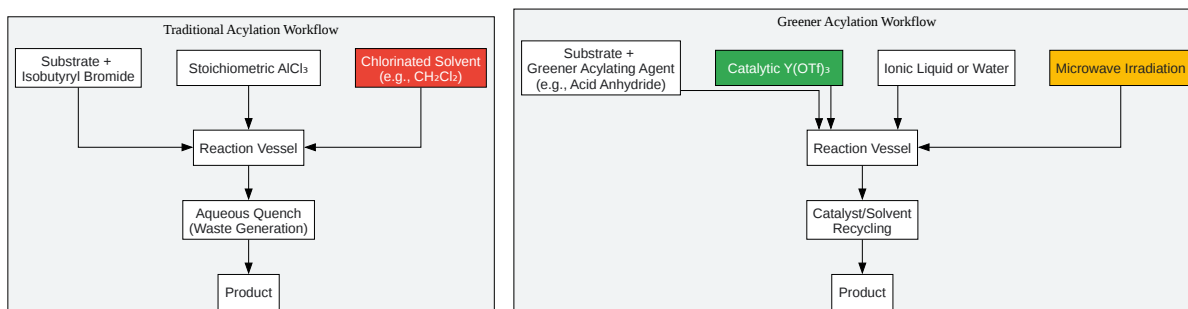 Traditional Acylation Workflow
Substrate +
Isobutyryl Bromide
Stoichiometric AlCl₃
Chlorinated Solvent
(e.g., CH₂Cl₂)
Reaction Vessel
Aqueous Quench
(Waste Generation)
Product
Greener Acylation Workflow
Substrate +
Greener Acylating Agent
(e.g., Acid Anhydride)
Catalytic Y(OTf)₃
Ionic Liquid or Water
Microwave Irradiation
Reaction Vessel
Catalyst/Solvent
Recycling
Product